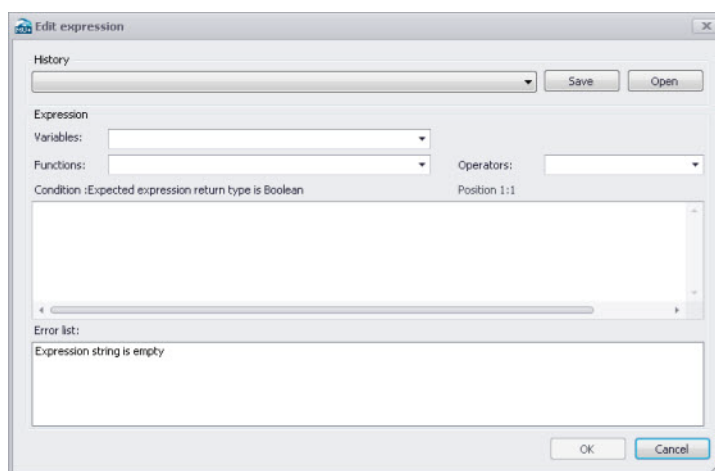 Edit expression
History
Save Open
Expression
Variables:
Functions: Operators:
Condition :Expected expression return type is Boolean Position 1:1
Error list:
Expression string is empty
OK Cancel